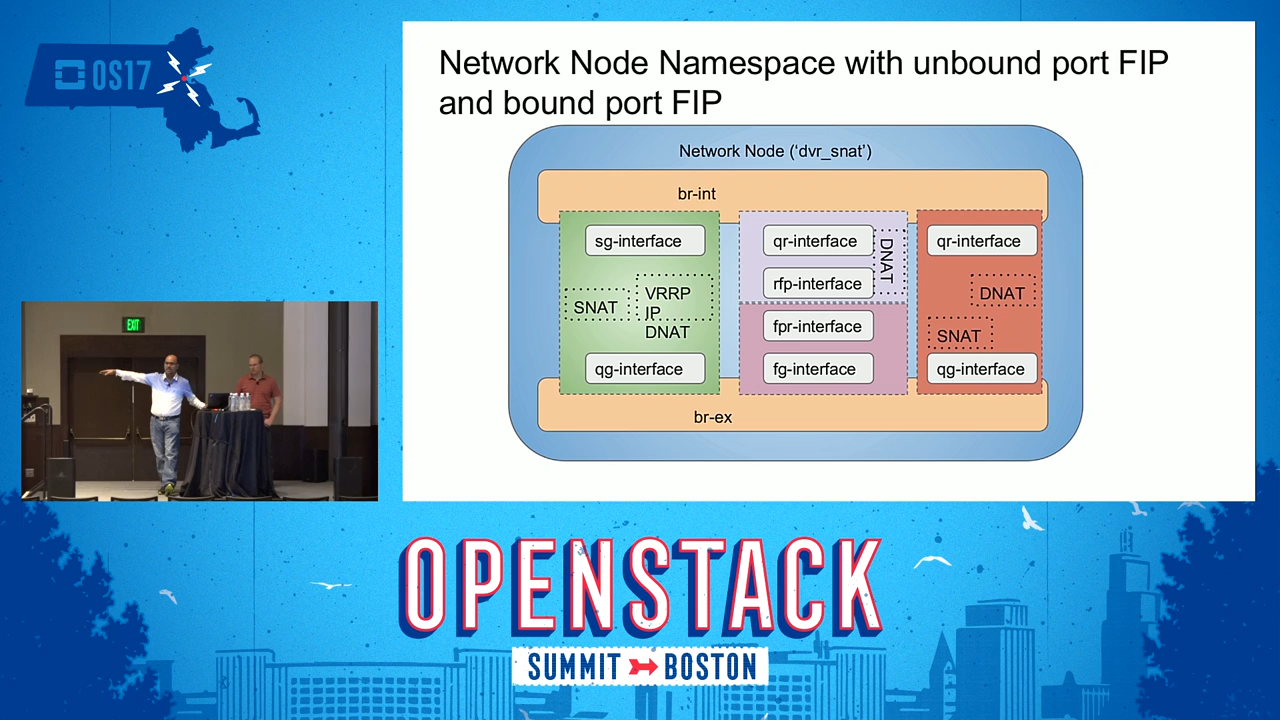 OS17
Network Node Namespace with unbound port FIP
and bound port FIP
Network Node (‘dvr_snat’)
br-int
sg-interface
SNAT
VRRP
IP
DNAT
qg-interface
qr-interface
DNAT
rfp-interface
fpr-interface
fg-interface
qr-interface
DNAT
SNAT
qg-interface
br-ex
EXIT
OPENSTACK
SUMMIT
BOSTON